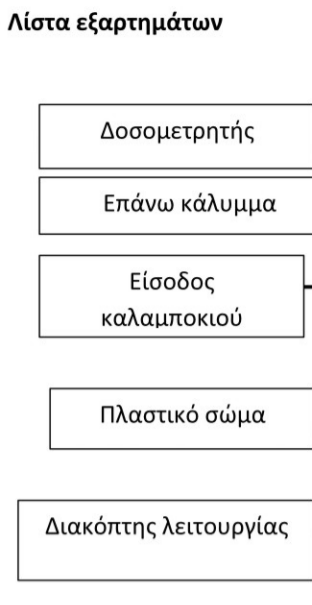 Λίστα εξαρτημάτων
Δοσομετρητής
Επάνω κάλυμμα
Είσοδος
καλαμποκιού
Πλαστικό σώμα
Διακόπτης λειτουργίας